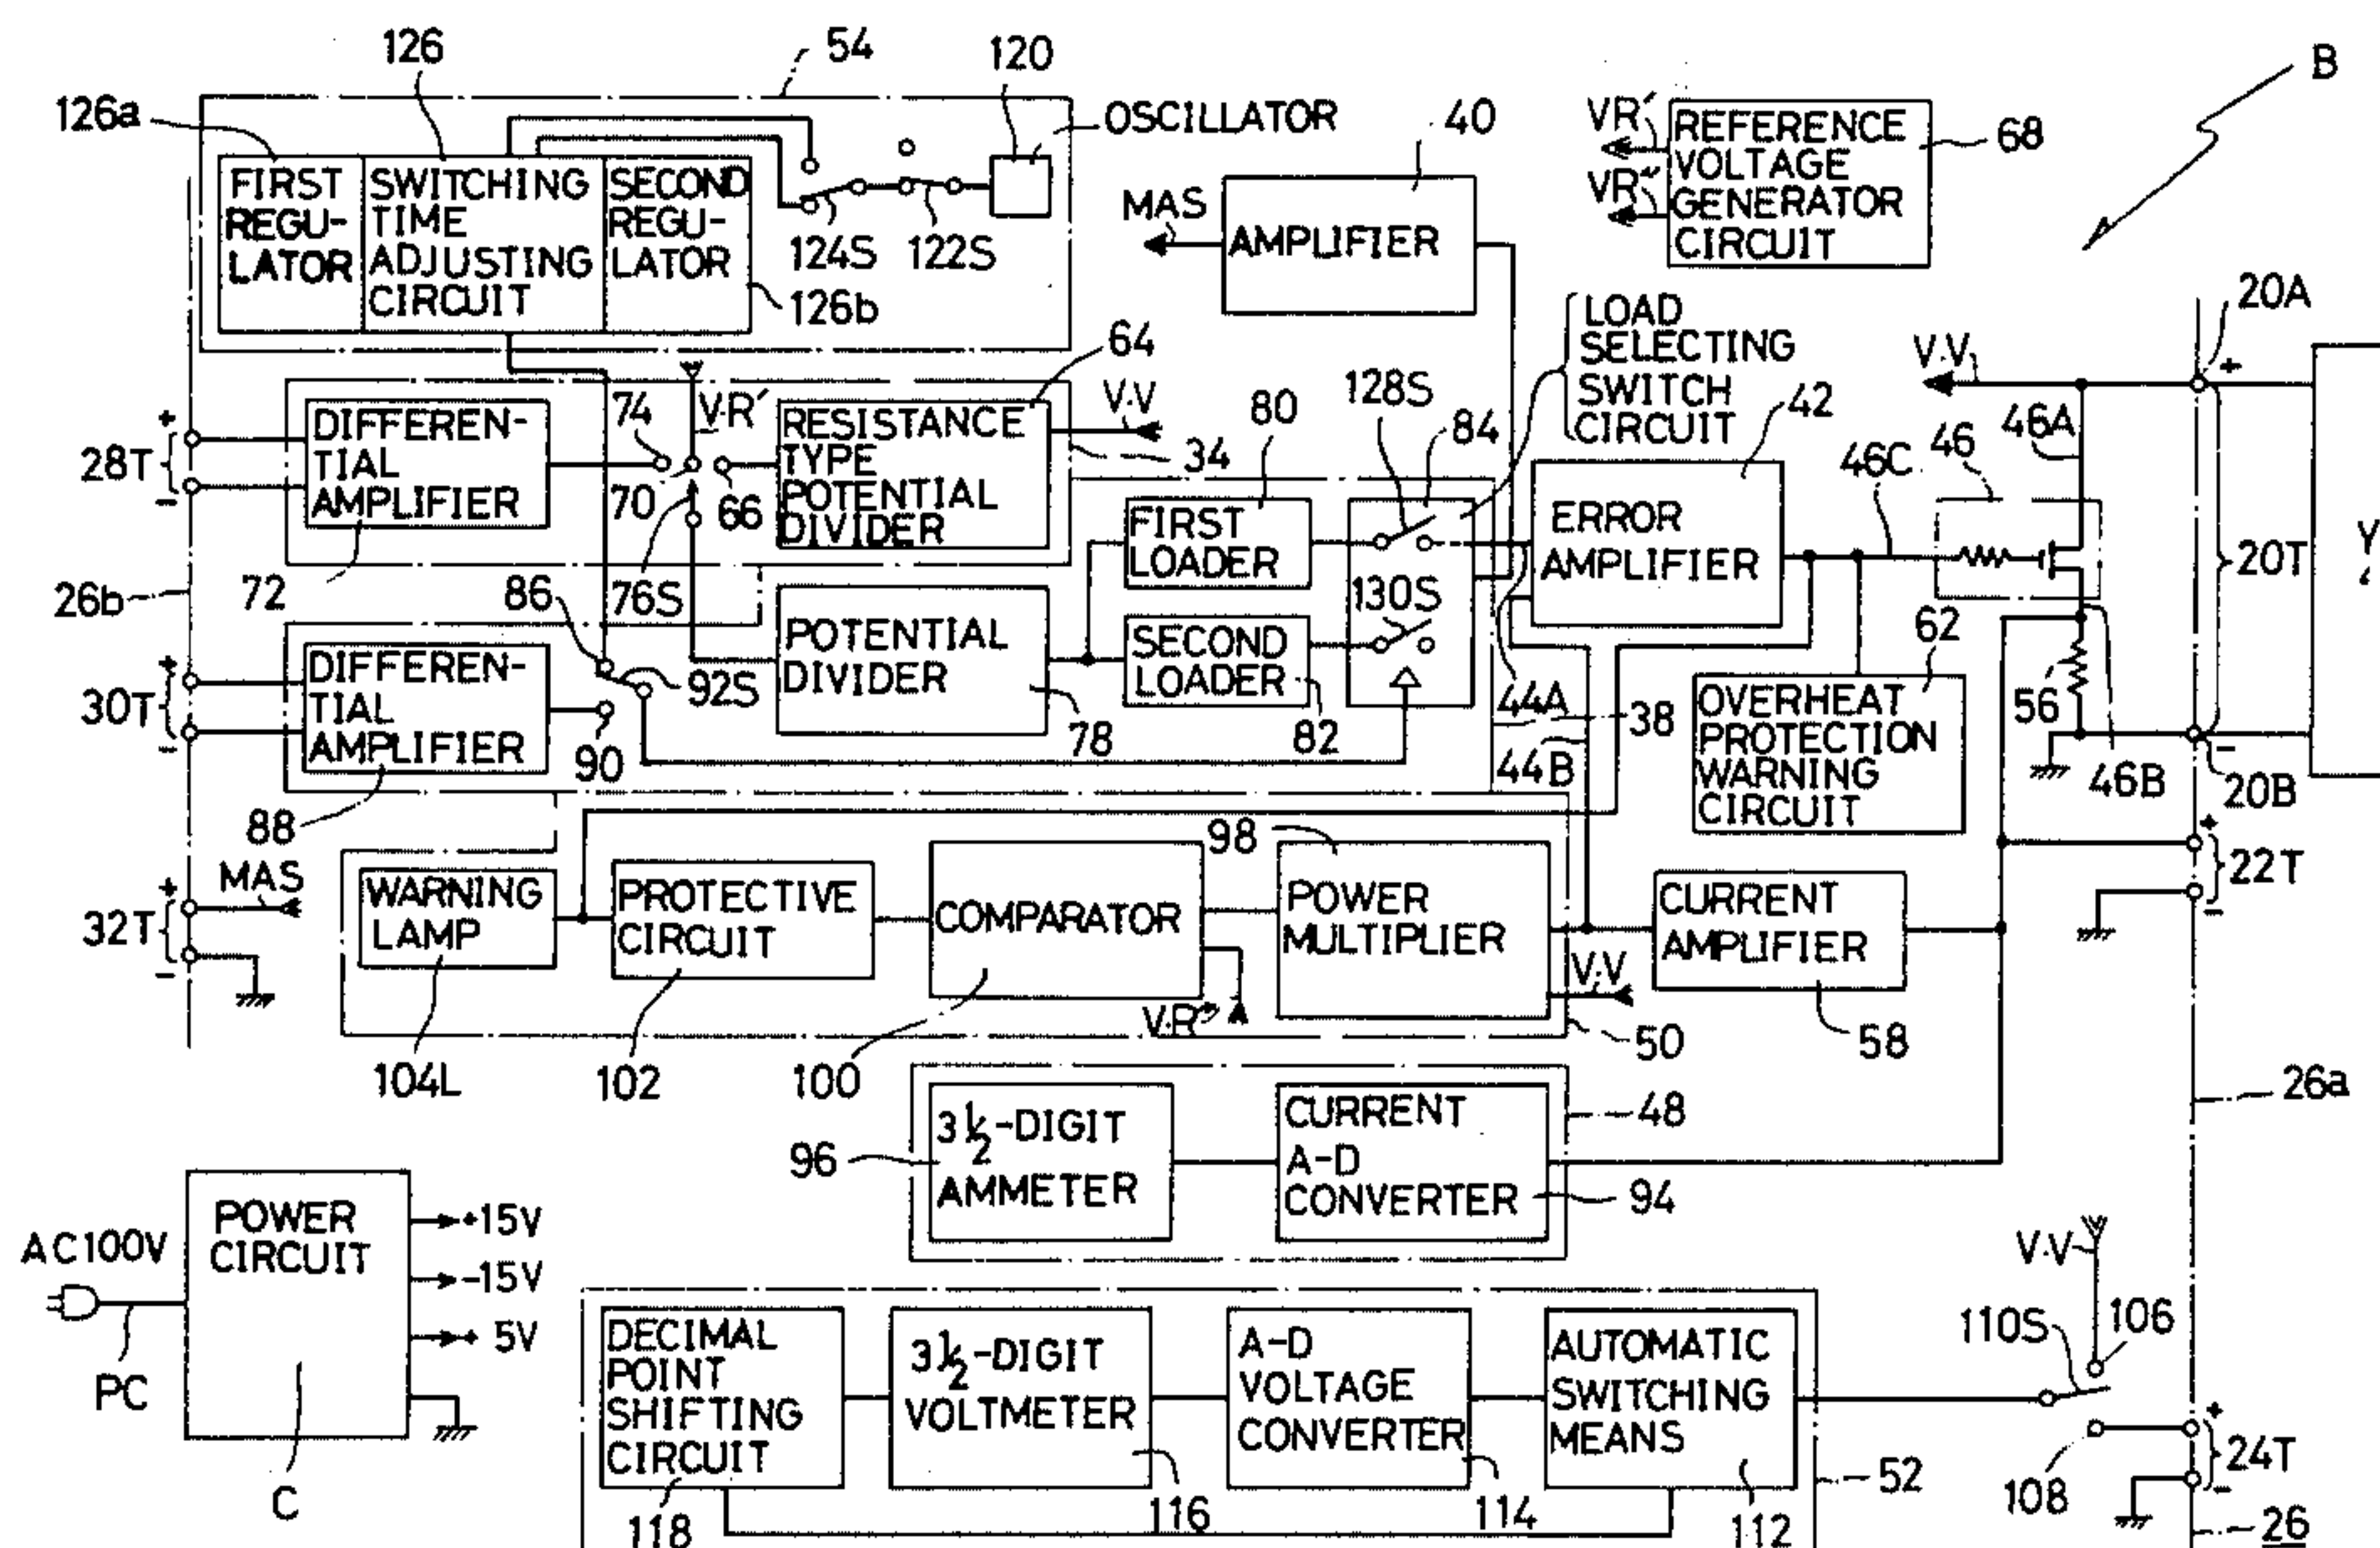 126
54
120
B
126a
OSCILLATOR
40
VR′
REFERENCE
VOLTAGE
GENERATOR
CIRCUIT
68
VR″
FIRST
REGU-
LATOR
SWITCHING
TIME
ADJUSTING
CIRCUIT
SECOND
REGU-
LATOR
124S
122S
126b
MAS
AMPLIFIER
LOAD
SELECTING
SWITCH
CIRCUIT
20A
+
V·V
64
28T
+
−
DIFFEREN-
TIAL
AMPLIFIER
74
V·R′
RESISTANCE
TYPE
POTENTIAL
DIVIDER
V·V
34
80
128S
84
42
46A
70
66
FIRST
LOADER
ERROR
AMPLIFIER
46C
46
Y
20T
26b
72
86
76S
130S
62
30T
+
−
DIFFEREN-
TIAL
AMPLIFIER
92S
POTENTIAL
DIVIDER
SECOND
LOADER
44A
38
56
OVERHEAT
PROTECTION
WARNING
CIRCUIT
−
90
78
82
44B
46B
20B
88
98
+
22T
−
32T
+
−
MAS
WARNING
LAMP
PROTECTIVE
CIRCUIT
COMPARATOR
POWER
MULTIPLIER
CURRENT
AMPLIFIER
V·V
V·R″
104L
102
100
50
58
26a
3½-DIGIT
AMMETER
CURRENT
A-D
CONVERTER
48
96
94
AC100V
POWER
CIRCUIT
+15V
-15V
+ 5V
PC
C
V·V
110S
106
DECIMAL
POINT
SHIFTING
CIRCUIT
3½-DIGIT
VOLTMETER
A-D
VOLTAGE
CONVERTER
AUTOMATIC
SWITCHING
MEANS
+
24T
−
118
116
114
112
52
108
26